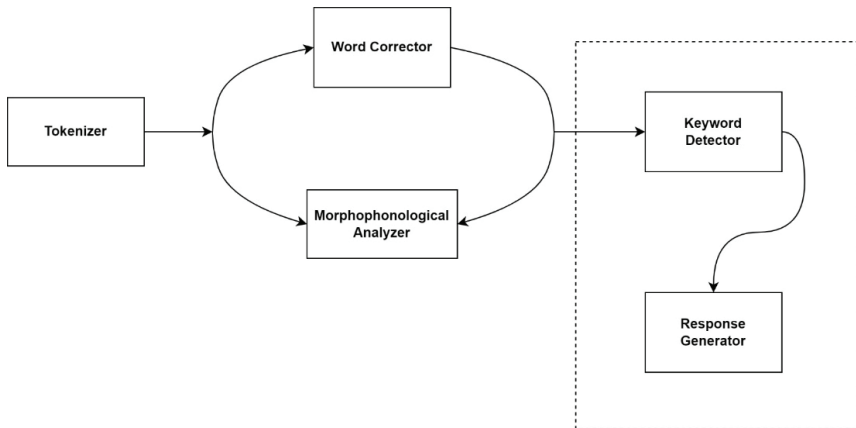 Word Corrector
Tokenizer
Keyword
Detector
Morphophonological
Analyzer
Response
Generator